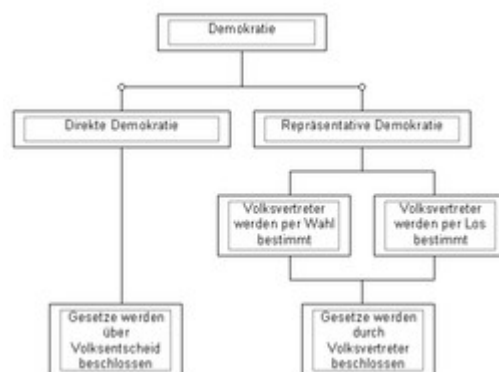 Demokratie
Direkte Demokratie
Repräsentative Demokratie
Volksvertreter
werden per Wahl
bestimmt
Volksvertreter
werden per Los
bestimmt
Gesetze werden
über
Volksentscheid
beschlossen
Gesetze werden
durch
Volksvertreter
beschlossen